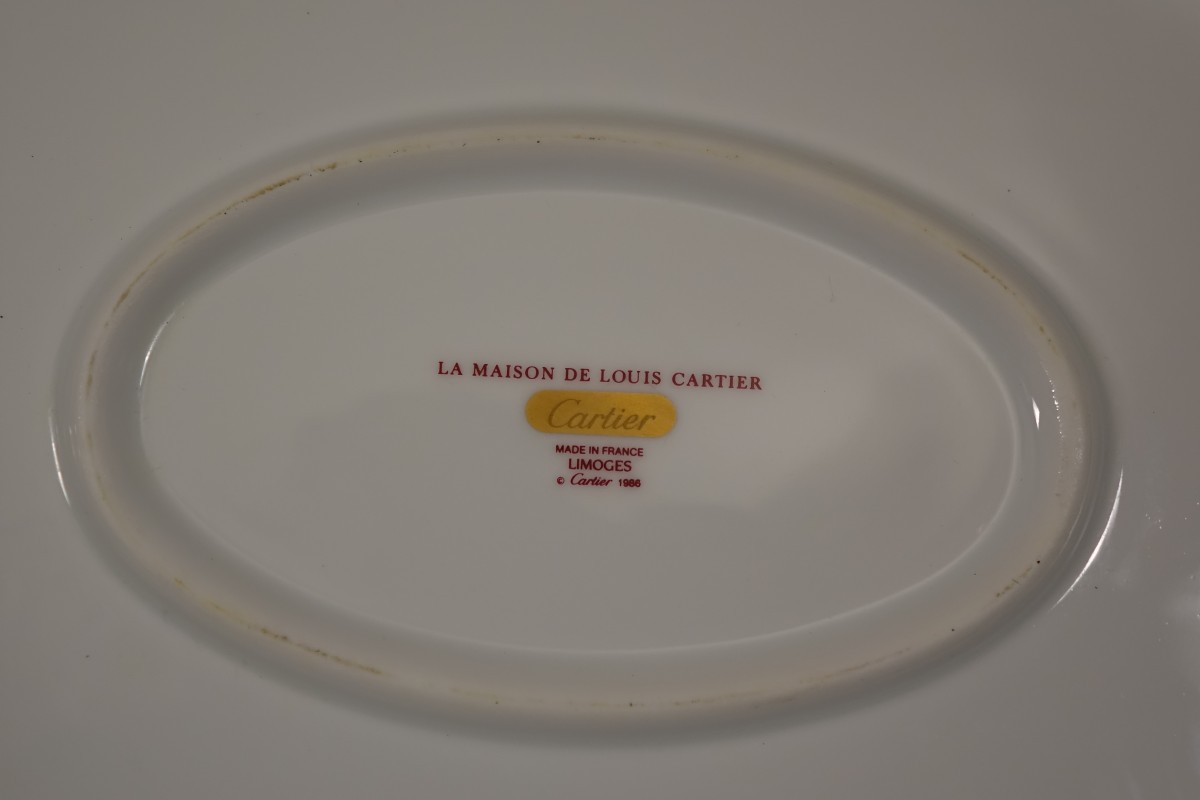 LA MAISON DE LOUIS CARTIER
Cartier
MADE IN FRANCE
LIMOGES
© Cartier 1986